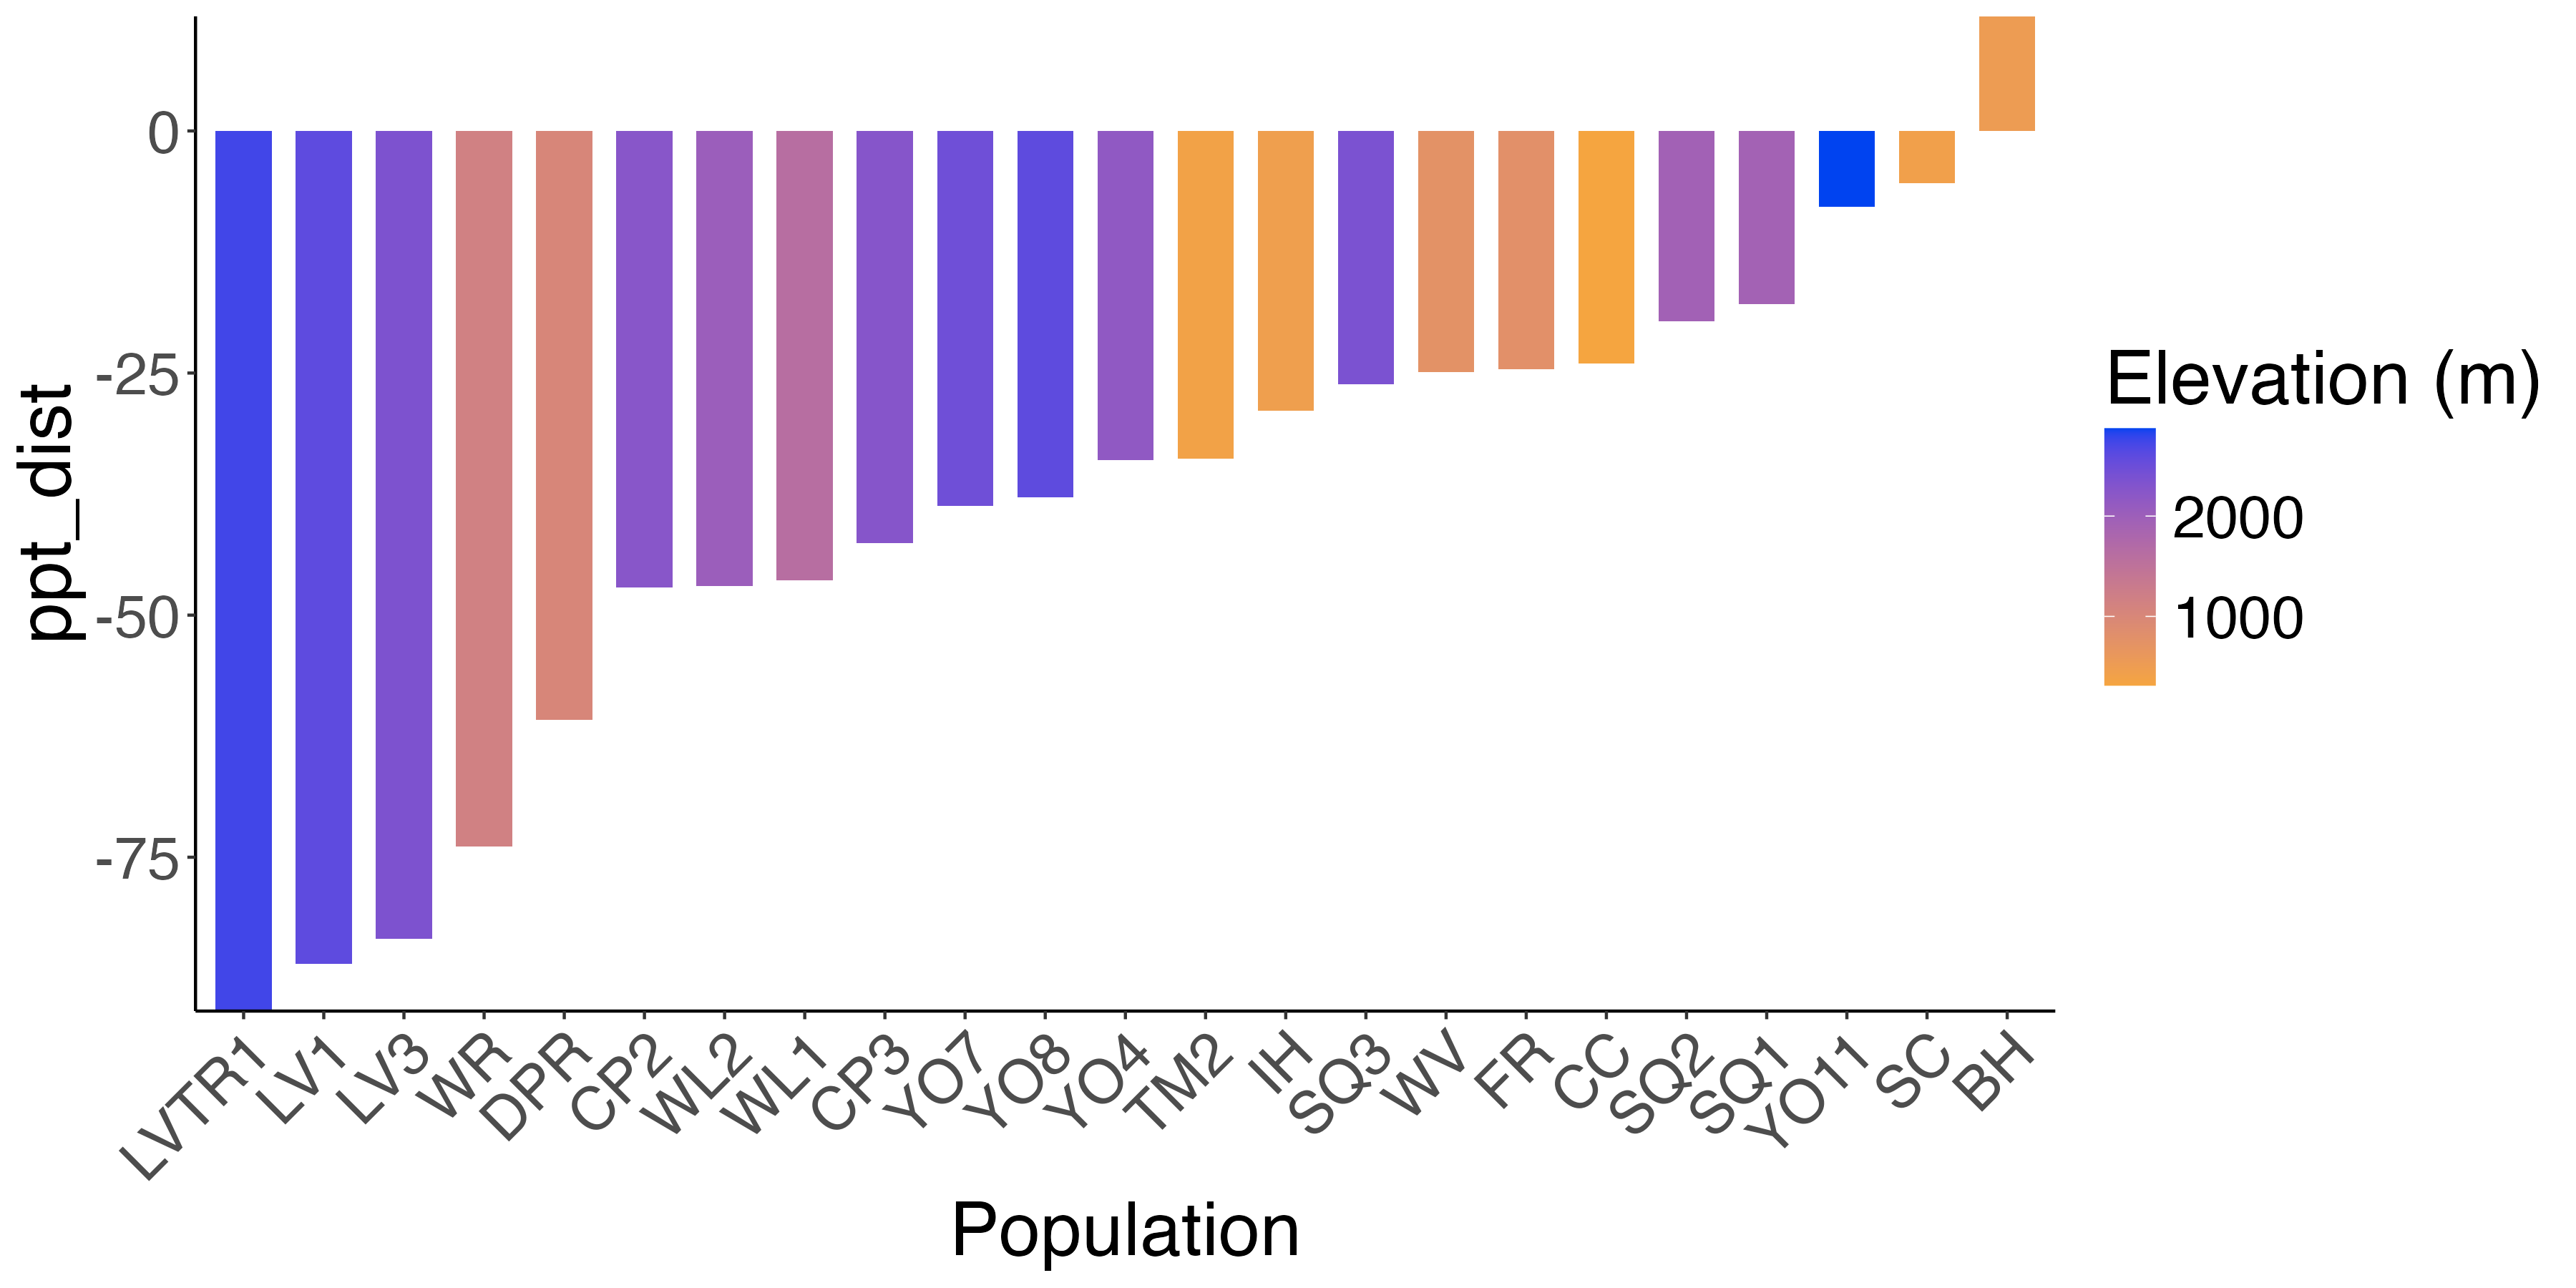 ppt_dist
0
-25
-50
-75
LVTR1
LV1
LV3
WR
DPR
CP2
WL2
WL1
CP3
YO7
YO8
YO4
TM2
IH
SQ3
WV
FR
CC
SQ2
SQ1
YO11
SC
BH
Population
Elevation (m)
2000
1000